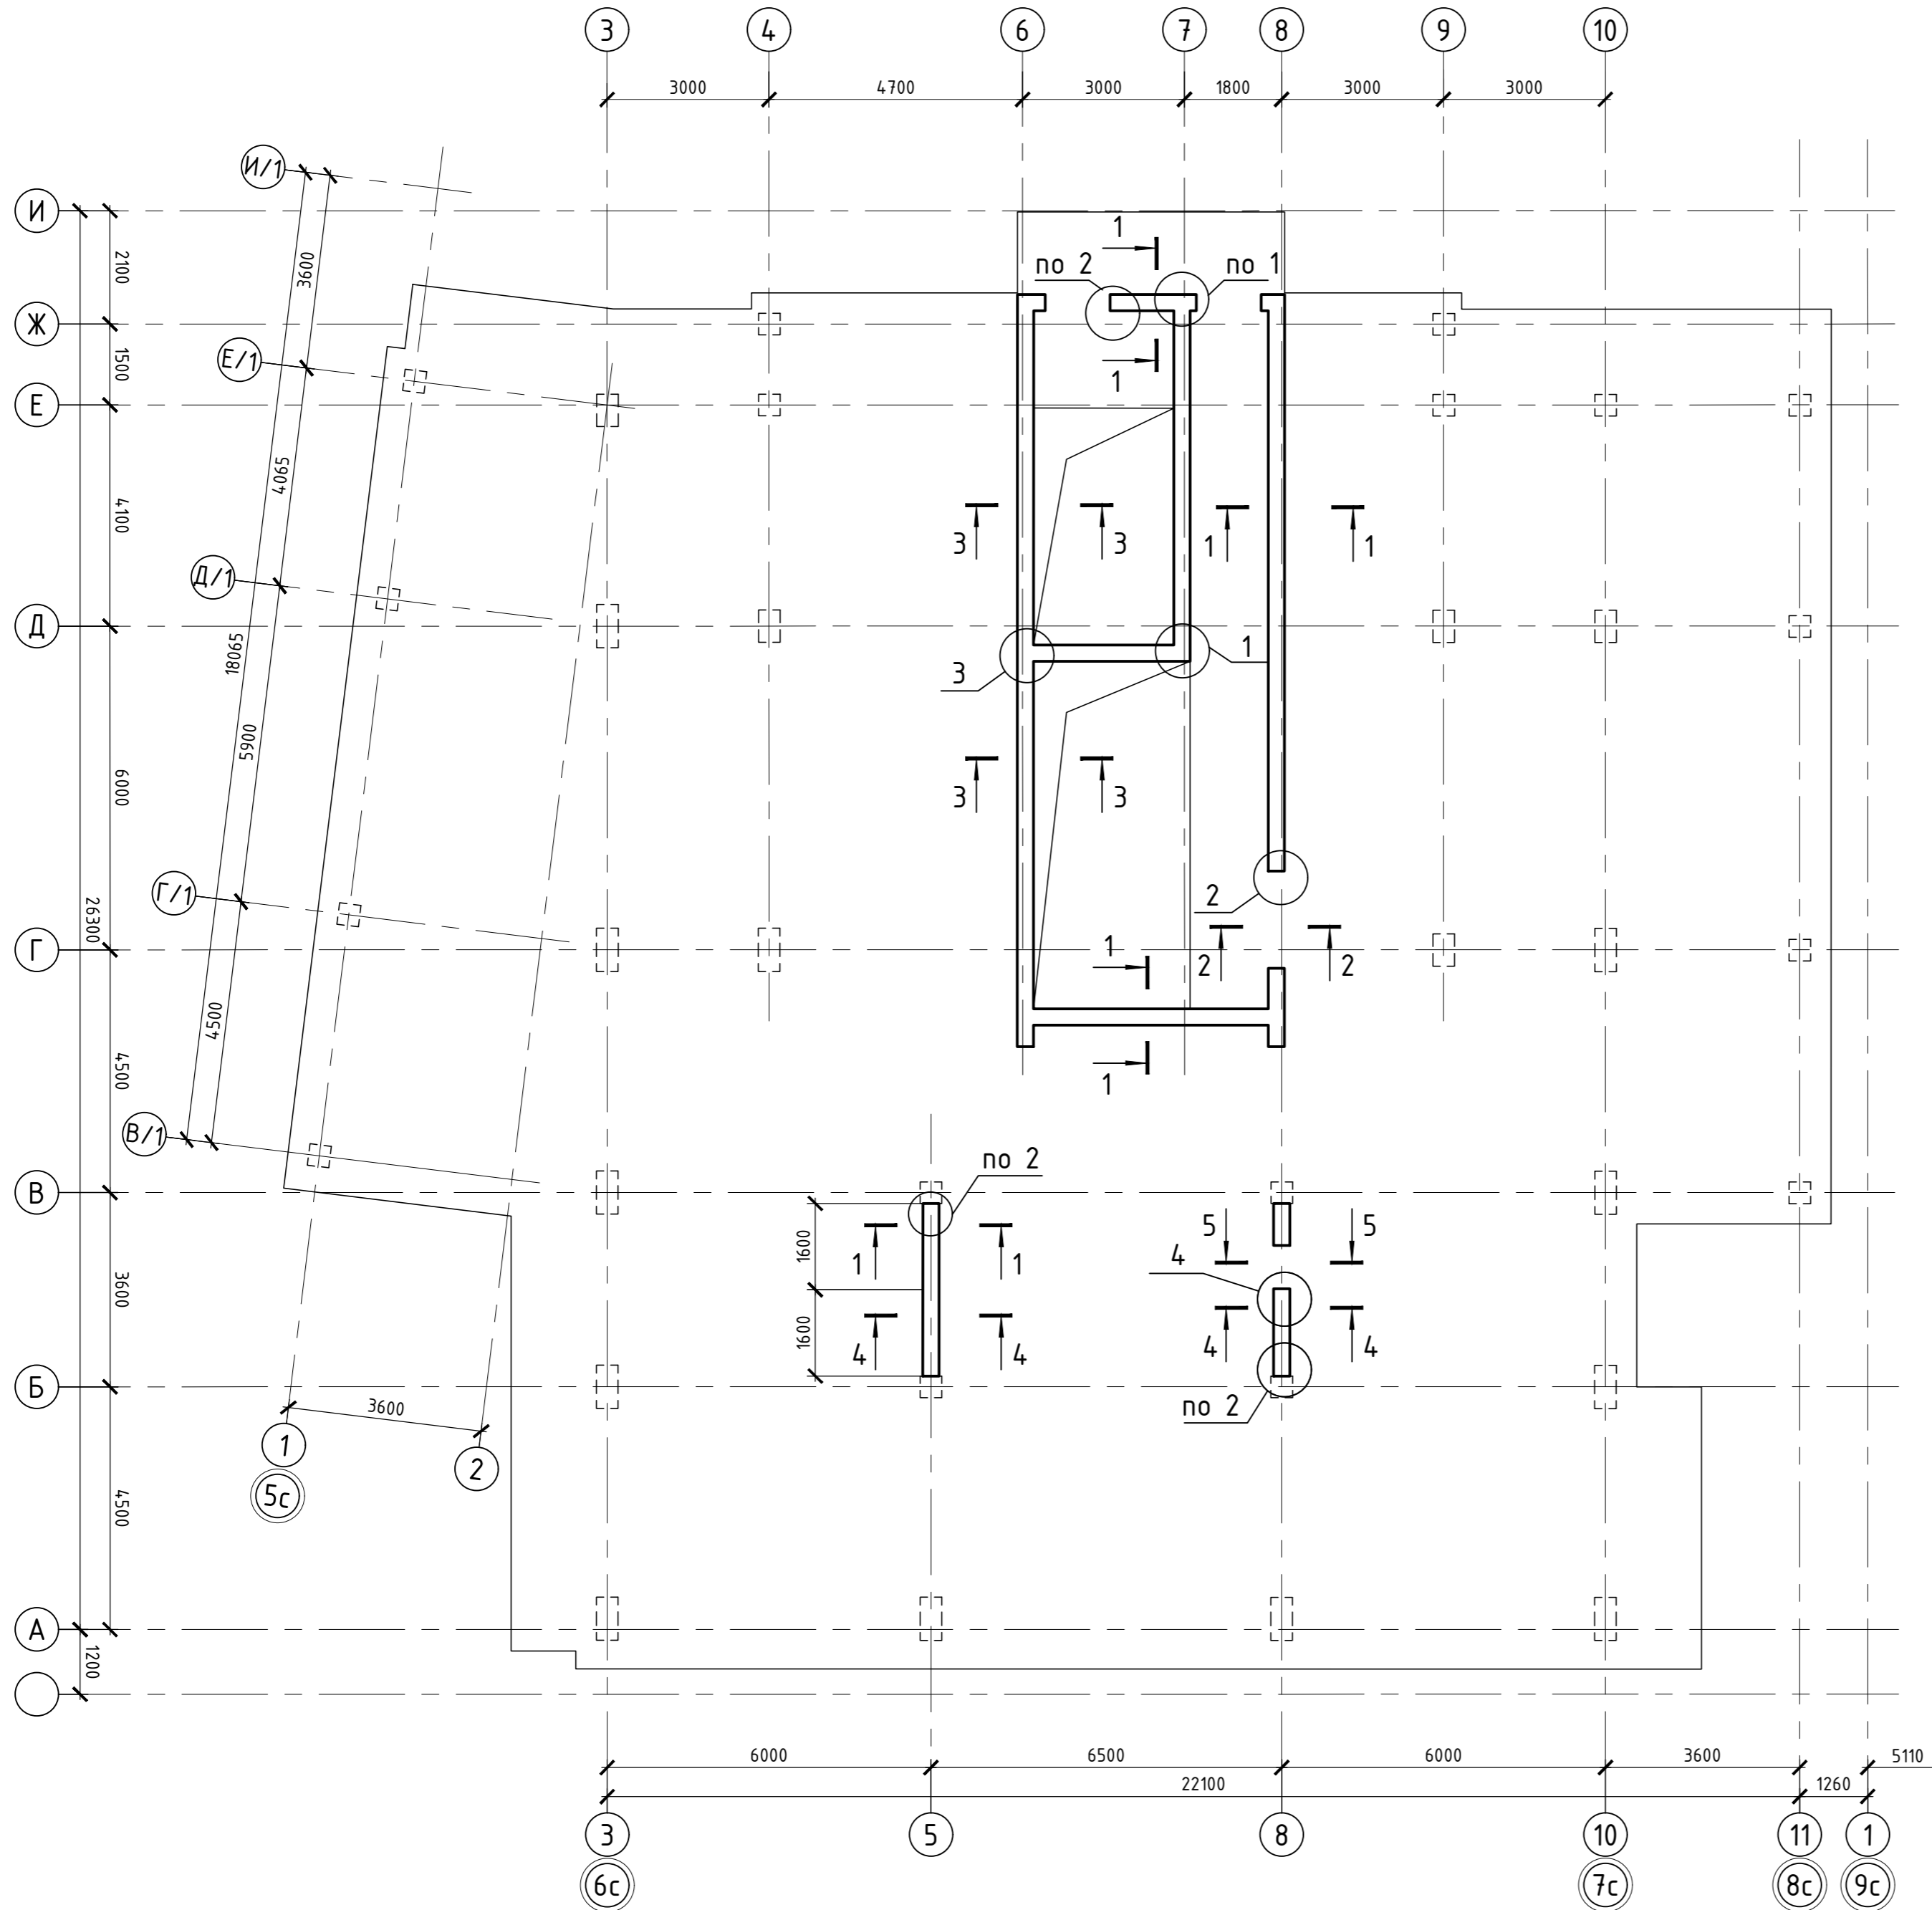 3 4 6 7 8 9 10
3000 4700 3000 1800 3000 3000
И/1
И
1
по 2 по 1
2100
3600
Ж
1
1500
Е/1
Е
4065
4100
3 3 1 1
Д/1
Д
18065
1
3
5900
6000
3 3
Г/1
2
26300
Г
1
2 2
4500
4500
1
В/1
по 2
В
5 5
1600
1 1
4
3600
1600
4 4 4 4
Б
3600
по 2
1
2
5с
4500
А
1200
6000 6500 6000 3600 5110
22100 1260
3 5 8 10 11 1
6с 7с 8с 9с